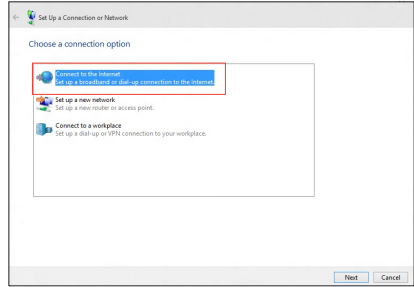 Set Up a Connection or Network
Choose a connection option
Connect to the Internet
Set up a broadband or dial-up connection to the Internet.
Set up a new network
Set up a new router or access point.
Connect to a workplace
Set up a dial-up or VPN connection to your workplace.
Next Cancel